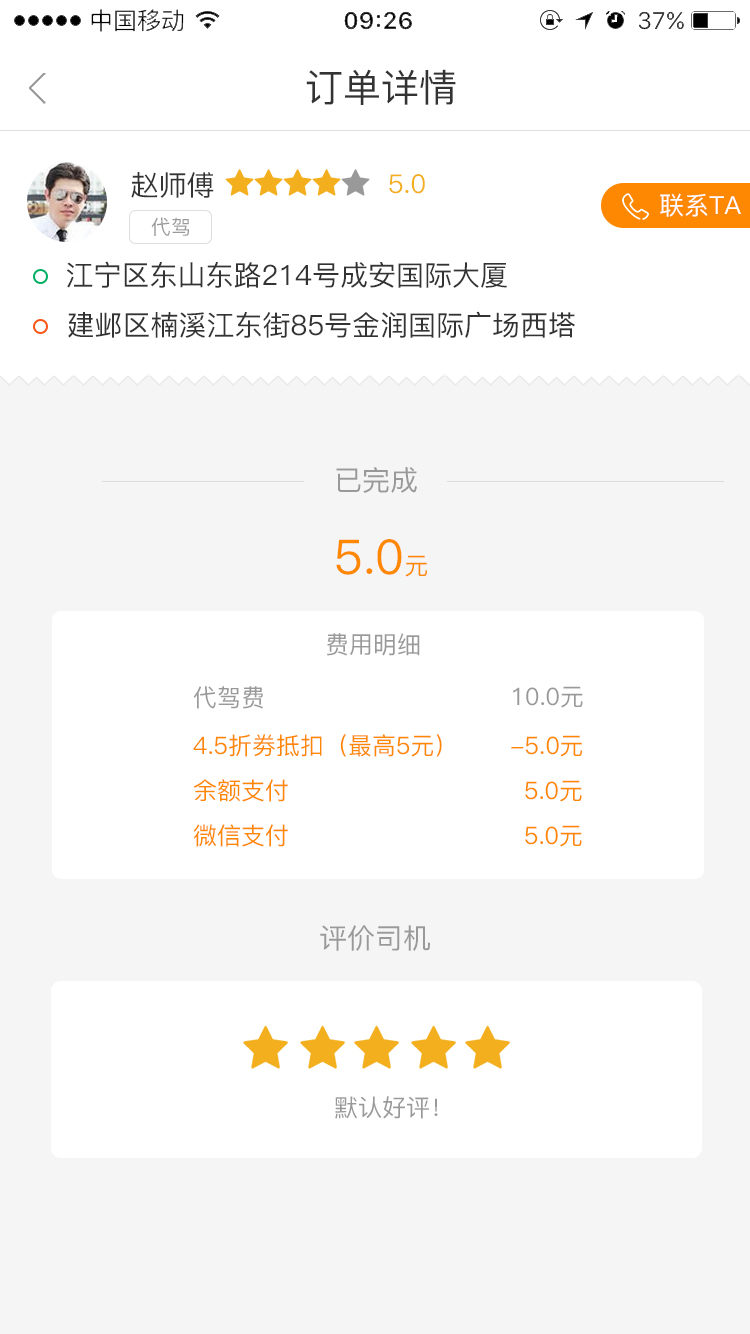 中国移动 09:26 37%
订单详情
赵师傅 5.0
代驾
联系TA
江宁区东山东路214号成安国际大厦
建邺区楠溪江东街85号金润国际广场西塔
已完成
5.0元
费用明细
代驾费 10.0元
4.5折券抵扣（最高5元） -5.0元
余额支付 5.0元
微信支付 5.0元
评价司机
默认好评!